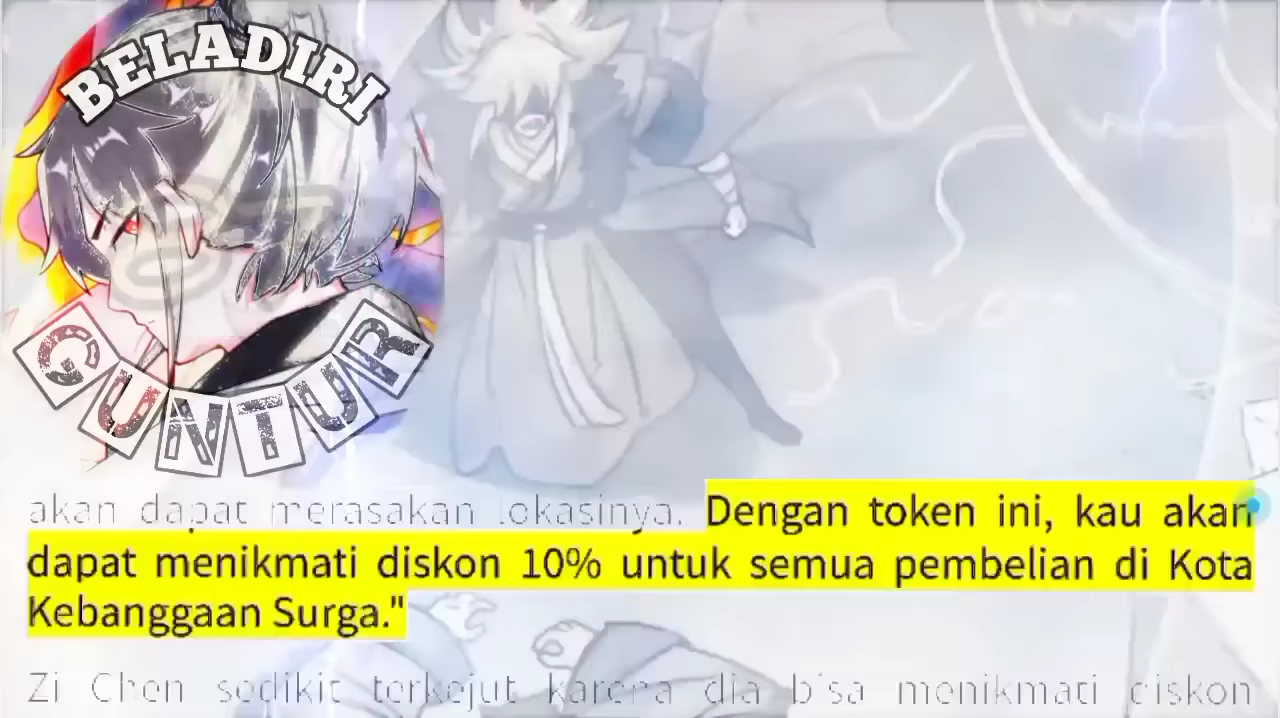 BELADIRI
GUNTUR
akan dapat merasakan lokasinya. Dengan token ini, kau akan
dapat menikmati diskon 10% untuk semua pembelian di Kota
Kebanggaan Surga."
Zi Chen sedikit terkejut karena dia bisa menikmati diskon